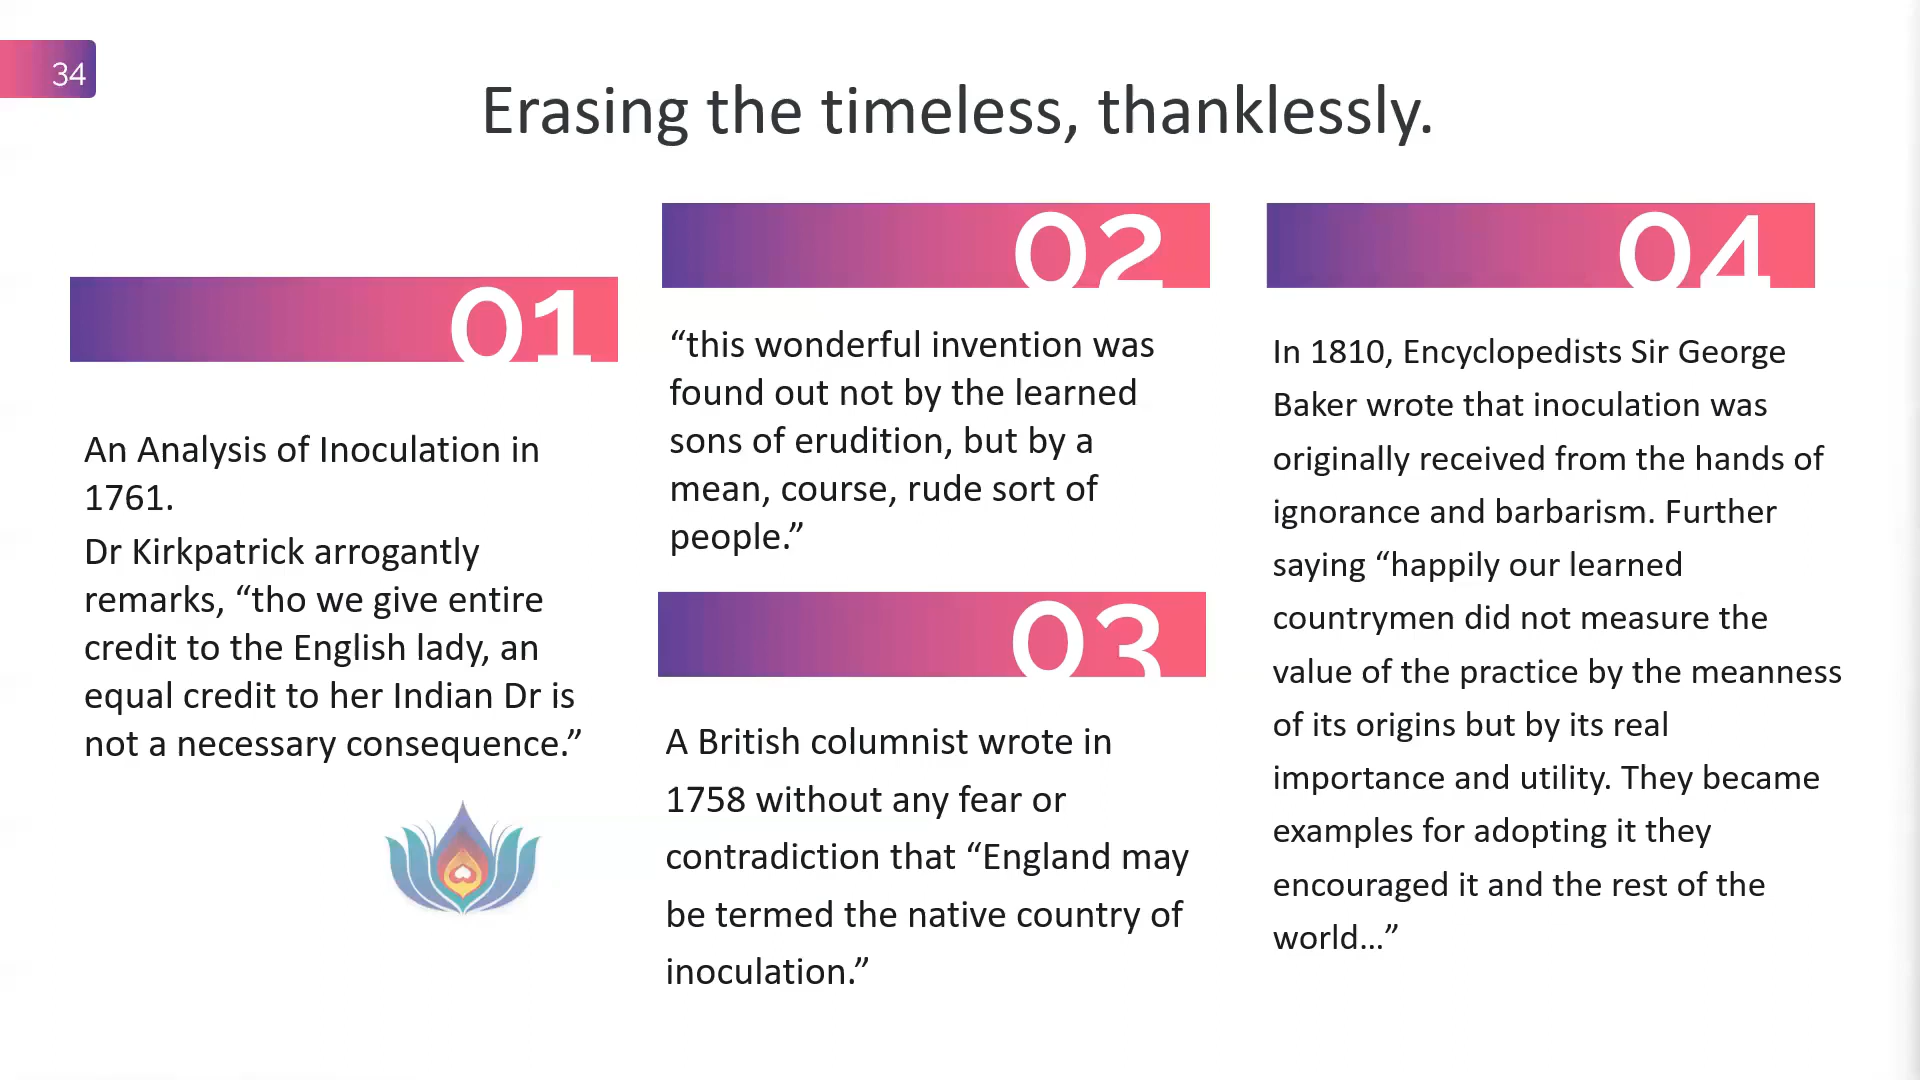 34
Erasing the timeless, thanklessly.
01
An Analysis of Inoculation in
1761.
Dr Kirkpatrick arrogantly
remarks, “tho we give entire
credit to the English lady, an
equal credit to her Indian Dr is
not a necessary consequence.”
02
“this wonderful invention was
found out not by the learned
sons of erudition, but by a
mean, course, rude sort of
people.”
03
A British columnist wrote in
1758 without any fear or
contradiction that “England may
be termed the native country of
inoculation.”
04
In 1810, Encyclopedists Sir George
Baker wrote that inoculation was
originally received from the hands of
ignorance and barbarism. Further
saying “happily our learned
countrymen did not measure the
value of the practice by the meanness
of its origins but by its real
importance and utility. They became
examples for adopting it they
encouraged it and the rest of the
world…”